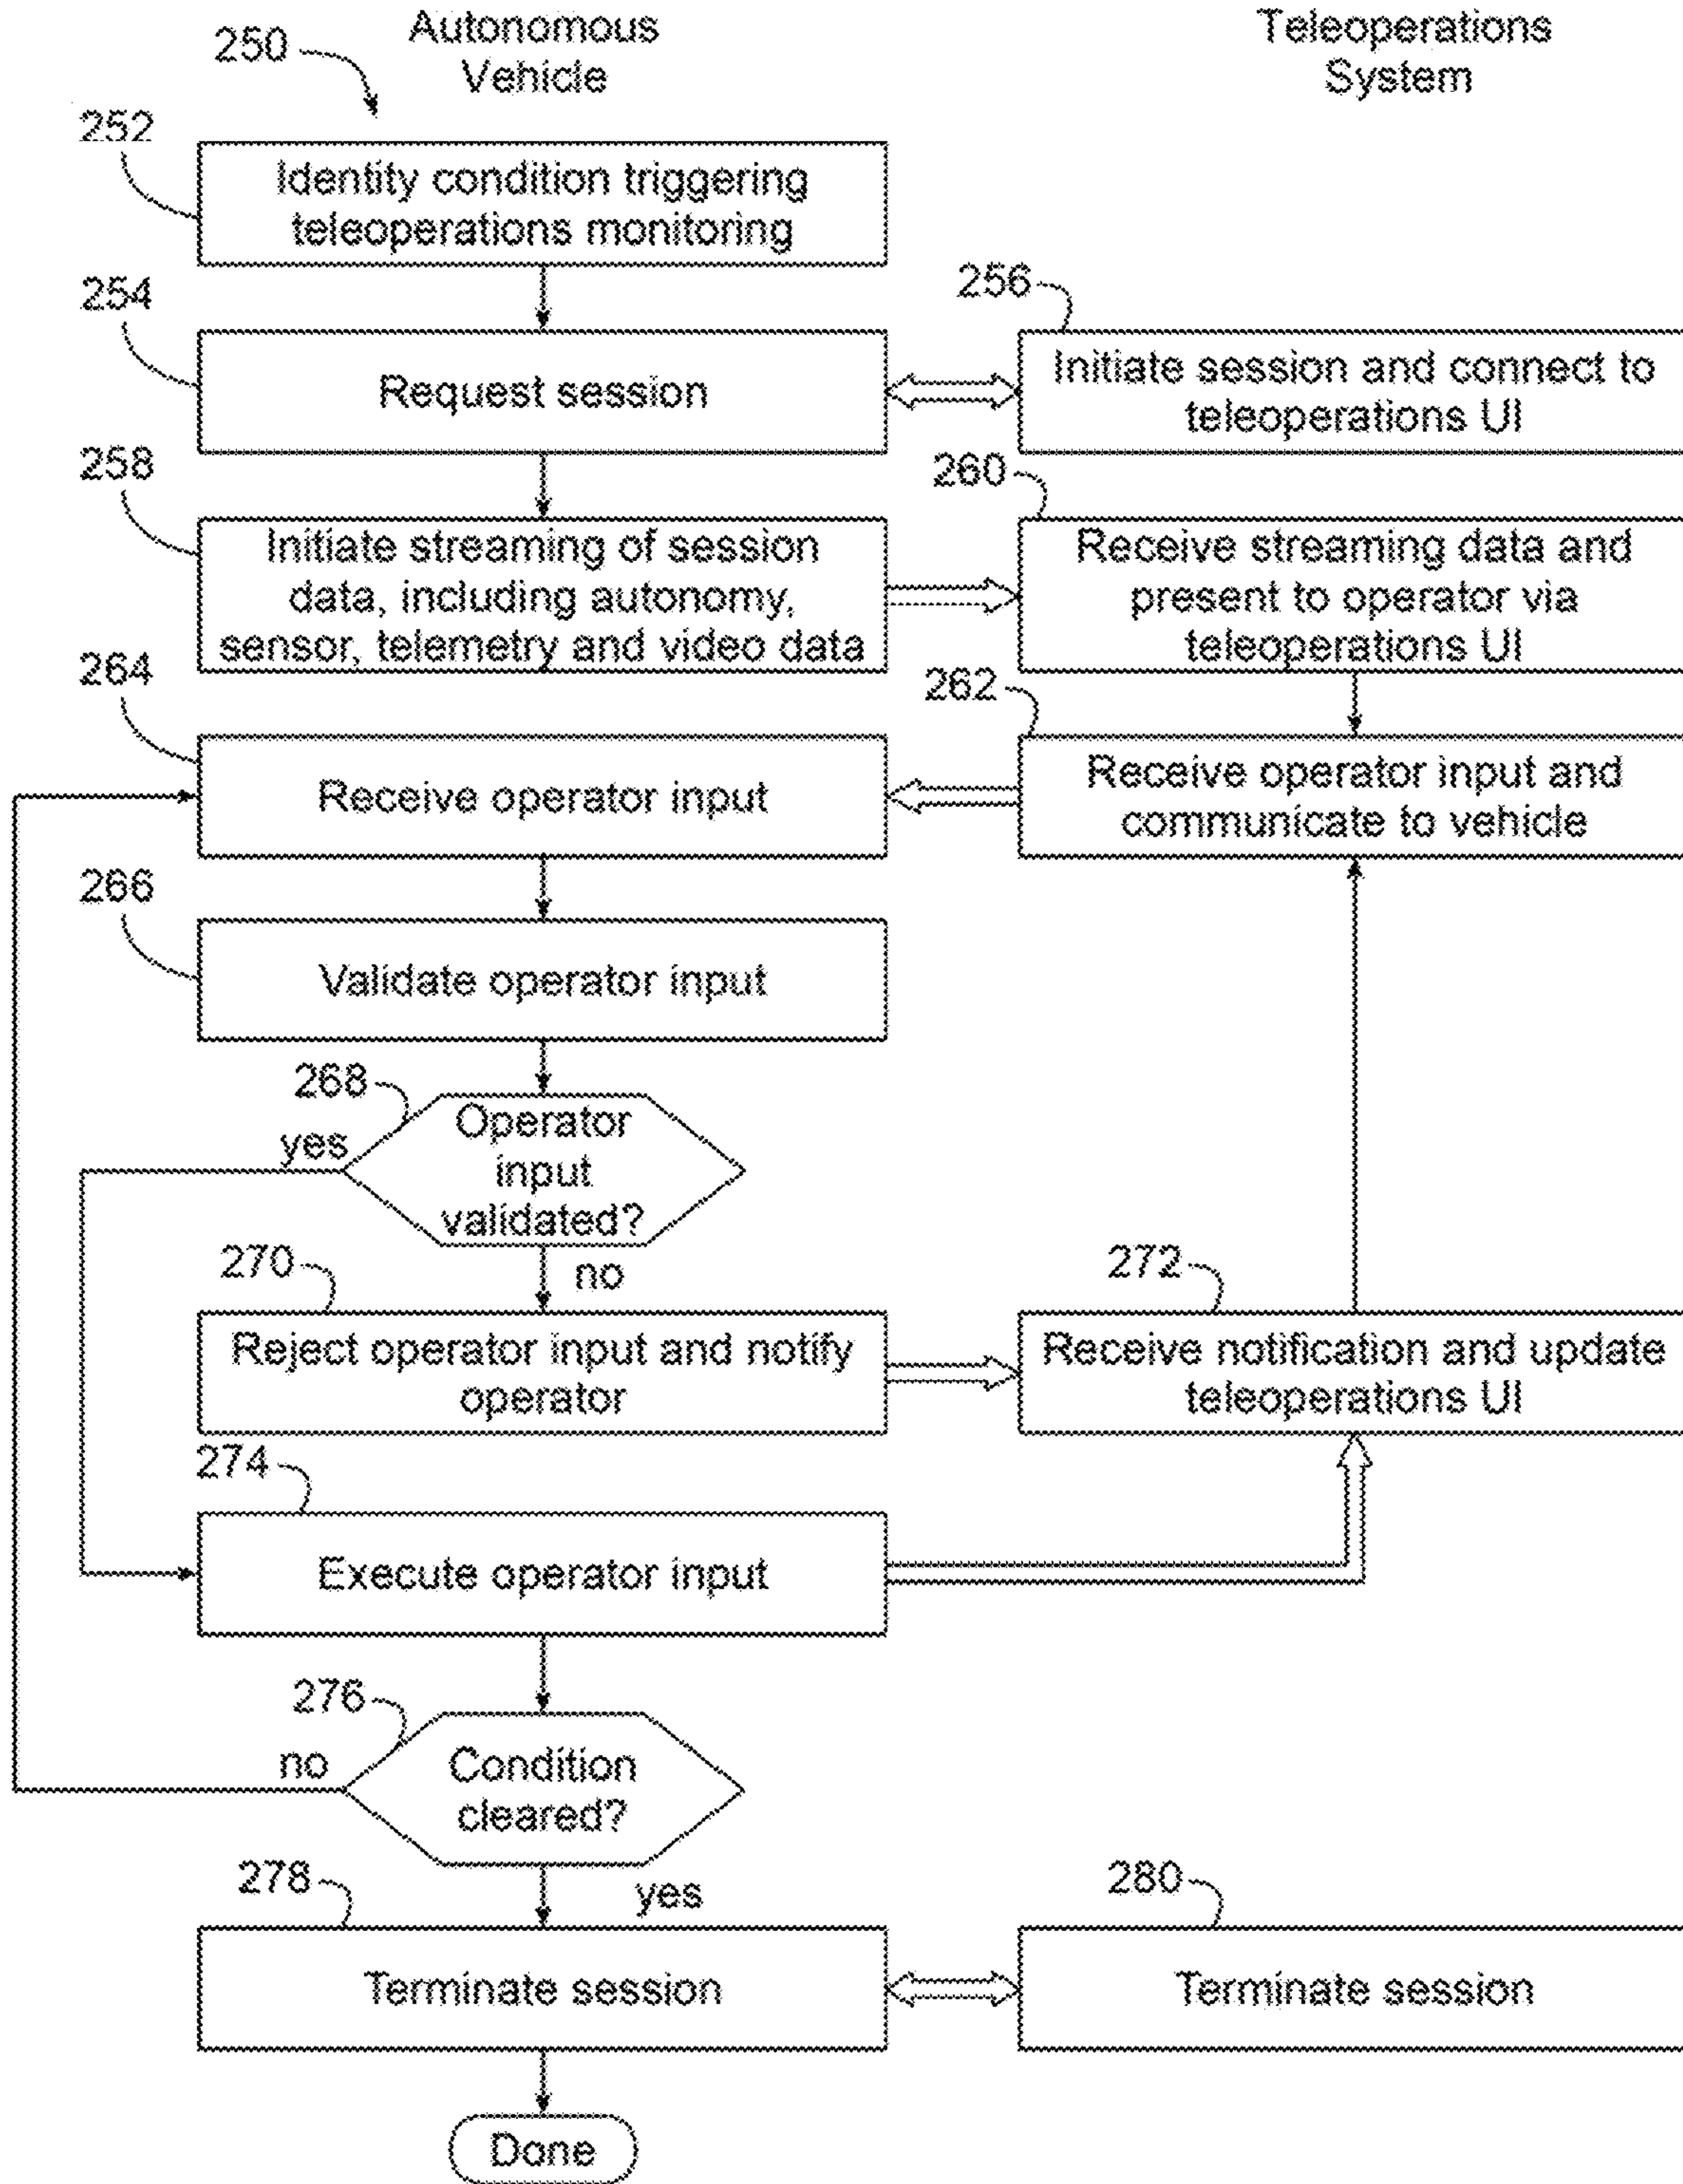 250
Autonomous
Vehicle
Teleoperations
System
252
Identity condition triggering
teleoperations monitoring
254
Request session
256
Initiate session and connect to
teleoperations UI
258
Initiate streaming of session
data, including autonomy,
sensor, telemetry and video data
260
Receive streaming data and
present to operator via
teleoperations UI
264
Receive operator input
262
Receive operator input and
communicate to vehicle
266
Validate operator input
268
yes
Operator
input
validated?
no
270
Reject operator input and notify
operator
272
Receive notification and update
teleoperations UI
274
Execute operator input
276
no
Condition
cleared?
yes
278
Terminate session
280
Terminate session
Done